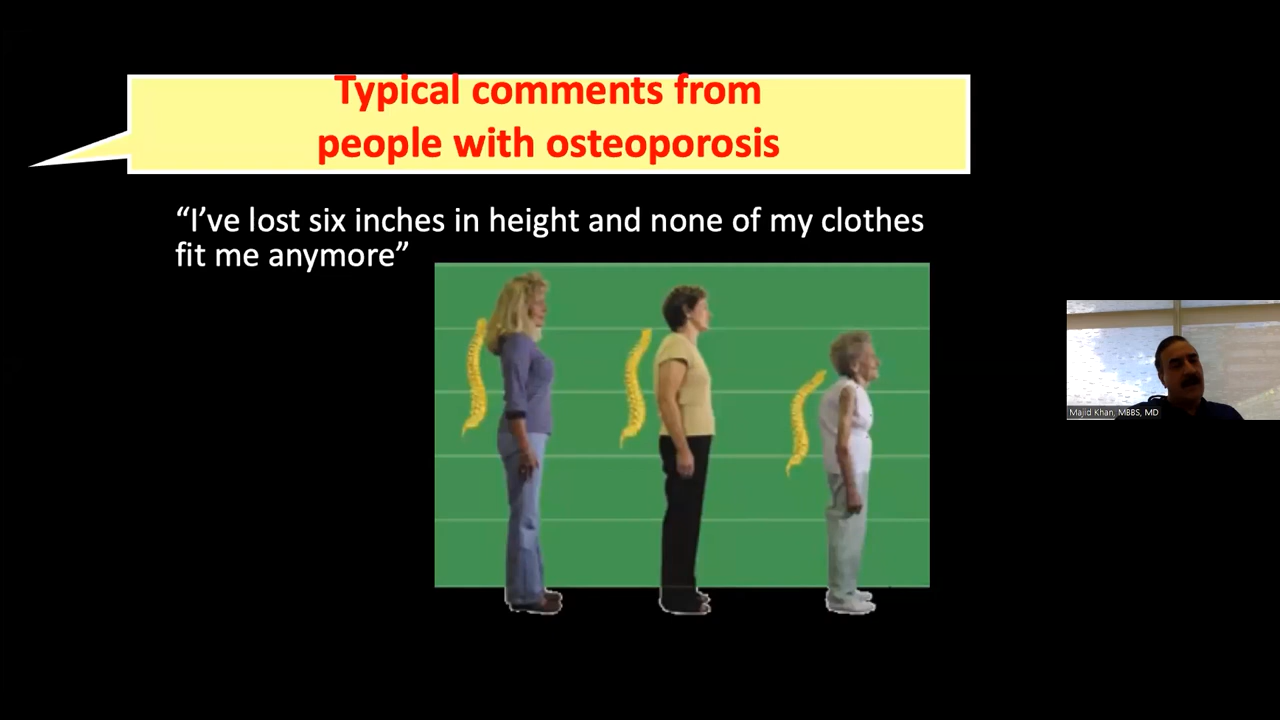 Typical comments from
people with osteoporosis
“I’ve lost six inches in height and none of my clothes
fit me anymore”
Majid Khan, MBBS, MD